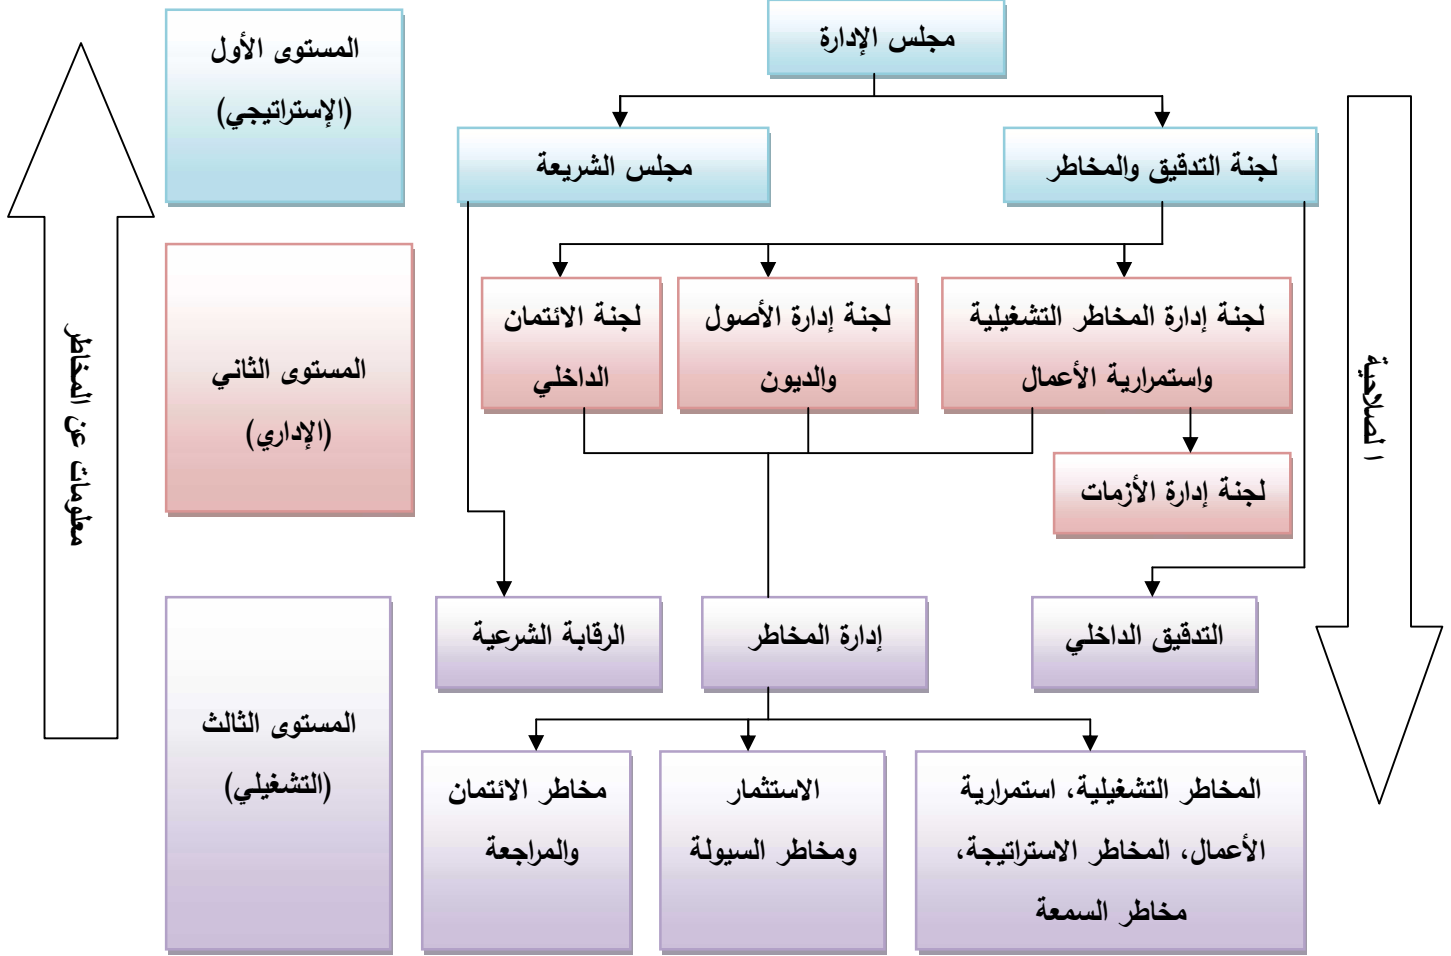 مجلس الإدارة
المستوى الأول
(الإستراتيجي)
لجنة التدقيق والمخاطر
مجلس الشريعة
المستوى الثاني
(الإداري)
لجنة إدارة المخاطر التشغيلية
واستمرارية الأعمال
لجنة إدارة الأصول
والديون
لجنة الائتمان
الداخلي
لجنة إدارة الأزمات
الصلاحية
معلومات عن المخاطر
المستوى الثالث
(التشغيلي)
التدقيق الداخلي
إدارة المخاطر
الرقابة الشرعية
المخاطر التشغيلية، استمرارية
الأعمال، المخاطر الاستراتيجة،
مخاطر السمعة
الاستثمار
ومخاطر السيولة
مخاطر الائتمان
والمراجعة